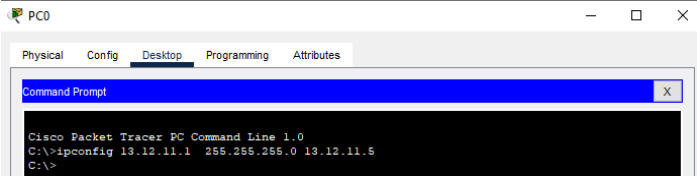 PC0
Physical Config Desktop Programming Attributes
Command Prompt
X
Cisco Packet Tracer PC Command Line 1.0
C:\>ipconfig 13.12.11.1  255.255.255.0 13.12.11.5
C:\>